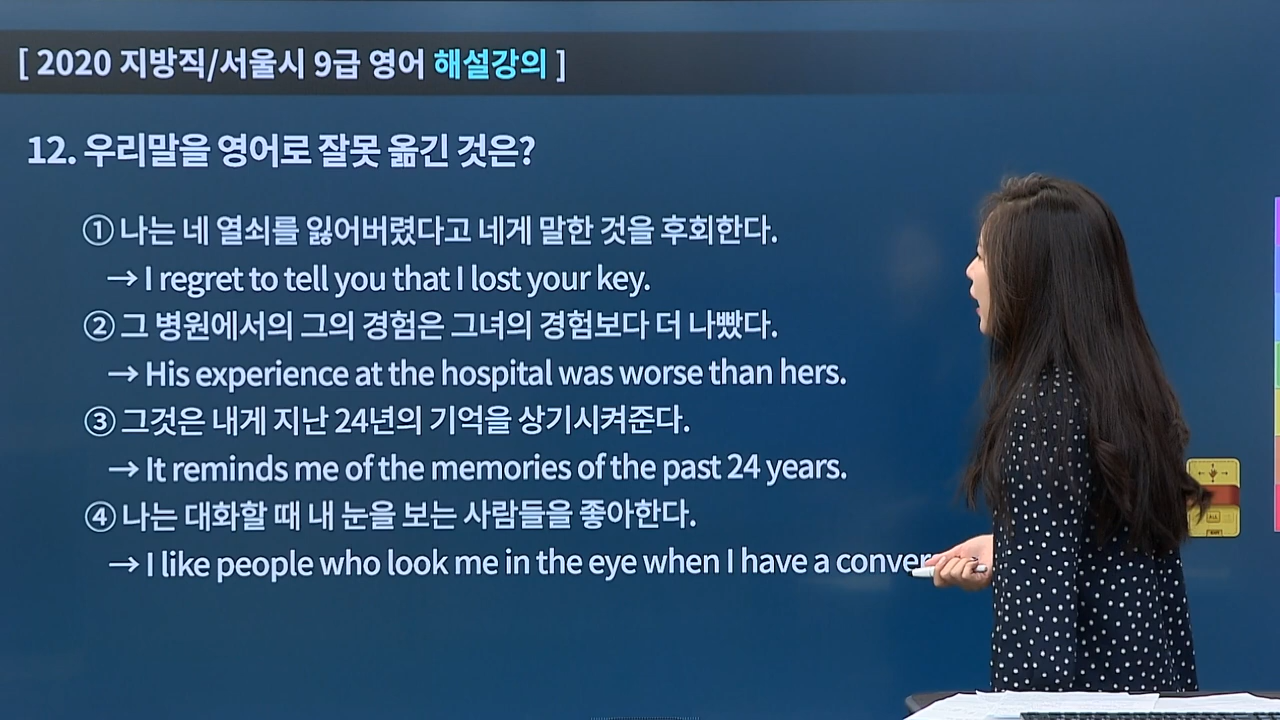 [ 2020 지방직/서울시 9급 영어 해설강의 ]
12. 우리말을 영어로 잘못 옮긴 것은?
① 나는 네 열쇠를 잃어버렸다고 네게 말한 것을 후회한다.
→ I regret to tell you that I lost your key.
② 그 병원에서의 그의 경험은 그녀의 경험보다 더 나빴다.
→ His experience at the hospital was worse than hers.
③ 그것은 내게 지난 24년의 기억을 상기시켜준다.
→ It reminds me of the memories of the past 24 years.
④ 나는 대화할 때 내 눈을 보는 사람들을 좋아한다.
→ I like people who look me in the eye when I have a